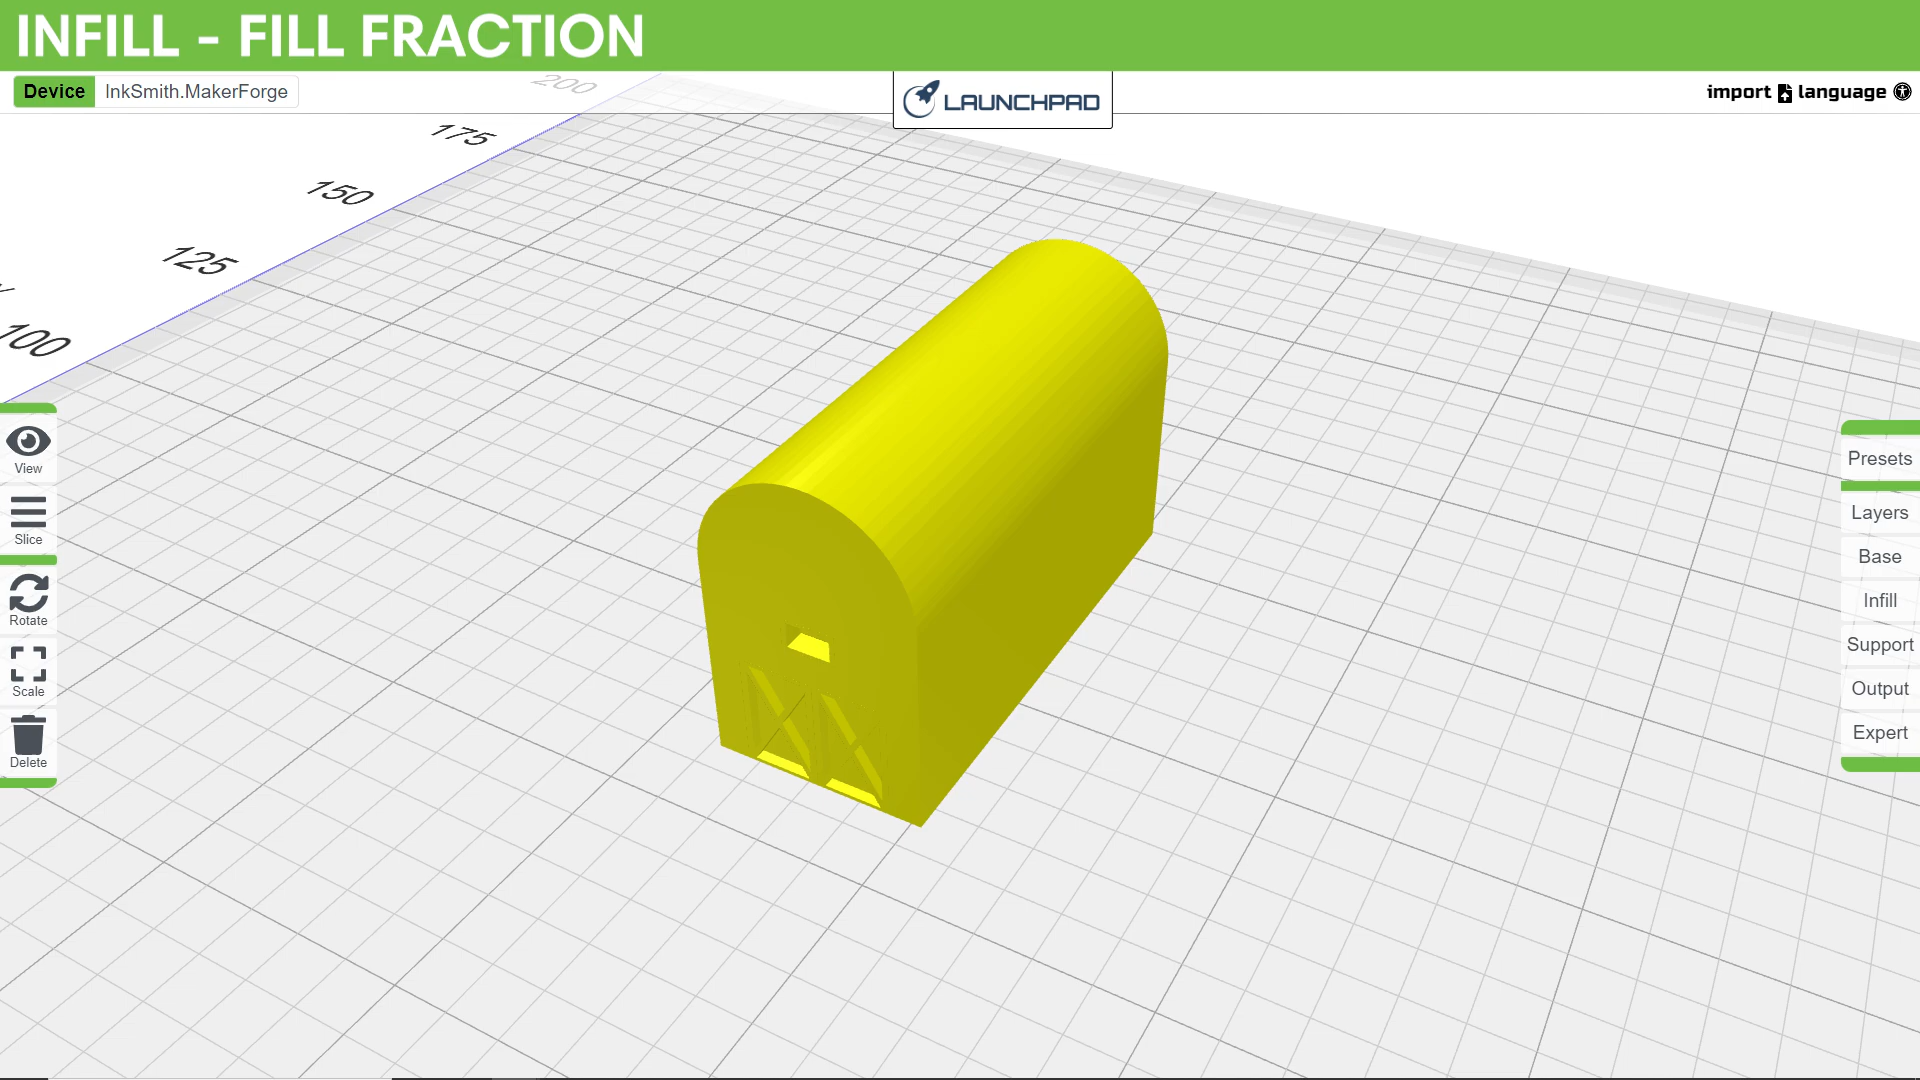 INFILL - FILL FRACTION
Device InkSmith.MakerForge
LAUNCHPAD
import language
200
175
150
125
100
View
Slice
Rotate
Scale
Delete
Presets
Layers
Base
Infill
Support
Output
Expert